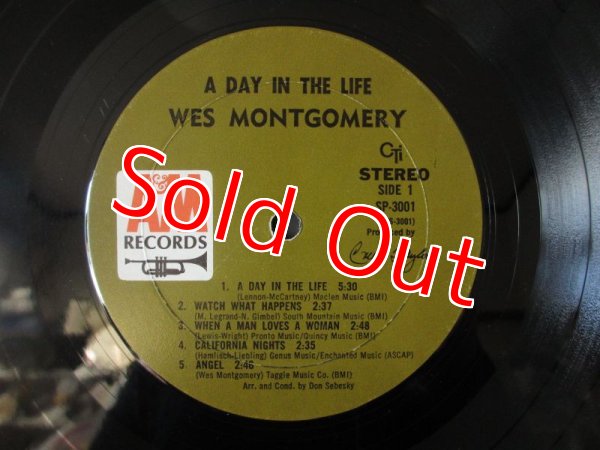 A DAY IN THE LIFE
WES MONTGOMERY
CTi
STEREO
SIDE 1
SP-3001
-3001)
by
A&M
RECORDS
Sold Out
1. A DAY IN THE LIFE 5:30
(Lennon-McCartney) Maclen Music (BMI)
2. WATCH WHAT HAPPENS 2:37
(M. Legrand-N. Gimbel) South Mountain Music (BMI)
3. WHEN A MAN LOVES A WOMAN 2:48
(Lewis-Wright) Pronto Music/Quincy Music (BMI)
4. CALIFORNIA NIGHTS 2:35
(Hamlisch-Liebling) Genus Music/Enchanted Music (ASCAP)
5. ANGEL 2:46
(Wes Montgomery) Taggie Music Co. (BMI)
Arr. and Cond. by Don Sebesky